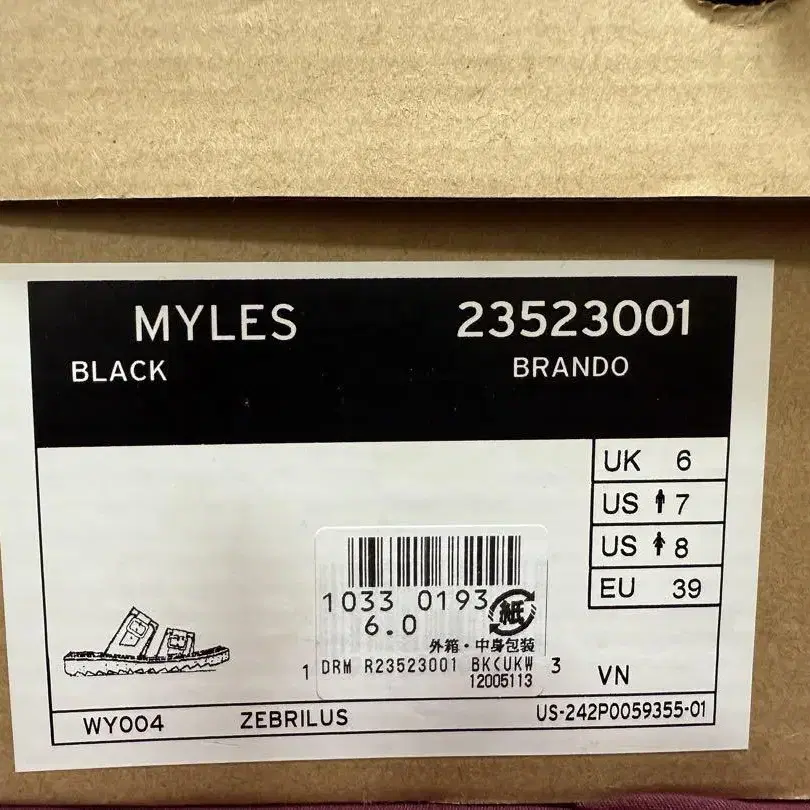 MYLES 23523001
BLACK BRANDO
UK 6
US 7
US 8
EU 39
1033 0193
6.0
紙
外箱・中身包装
1 DRM R23523001 BK<UKW 3
12005113
VN
WY004 ZEBRILUS US-242P0059355-01